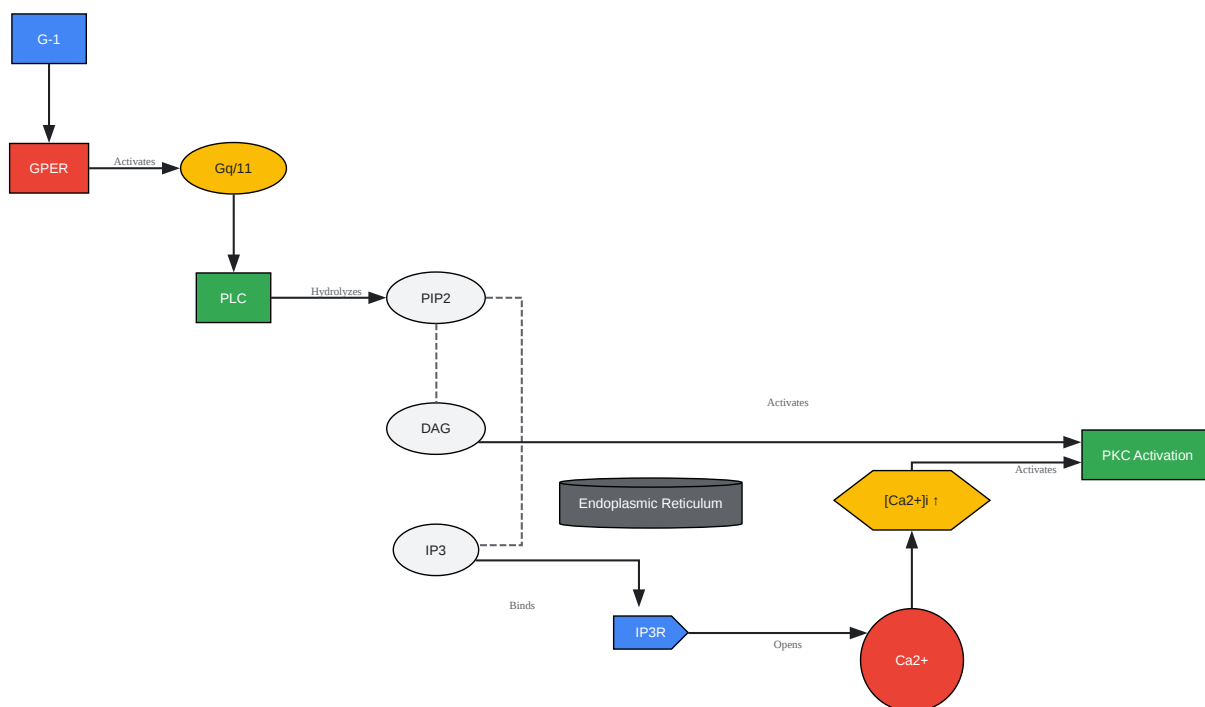 G-1
GPER
Activates
Gq/11
PLC
Hydrolyzes
PIP2
Activates
DAG
PKC Activation
Activates
Endoplasmic Reticulum
[Ca2+]i ↑
IP3
Binds
IP3R
Opens
Ca2+